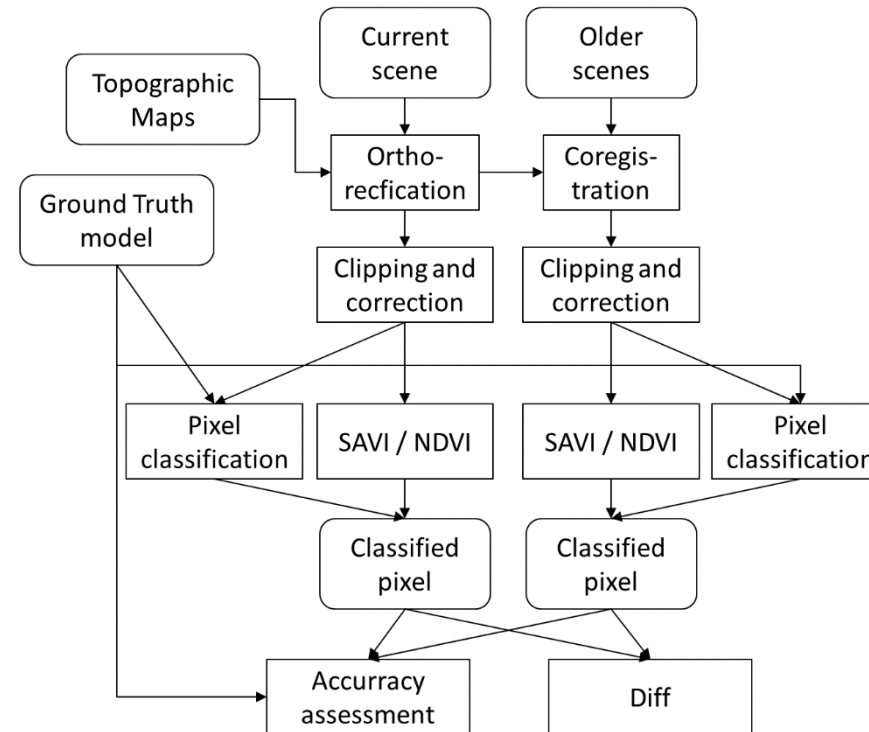 Current
scene
Older
scenes
Topographic
Maps
Ortho-
recfication
Coregis-
tration
Ground Truth
model
Clipping and
correction
Clipping and
correction
Pixel
classification
SAVI / NDVI
SAVI / NDVI
Pixel
classification
Classified
pixel
Classified
pixel
Accurracy
assessment
Diff